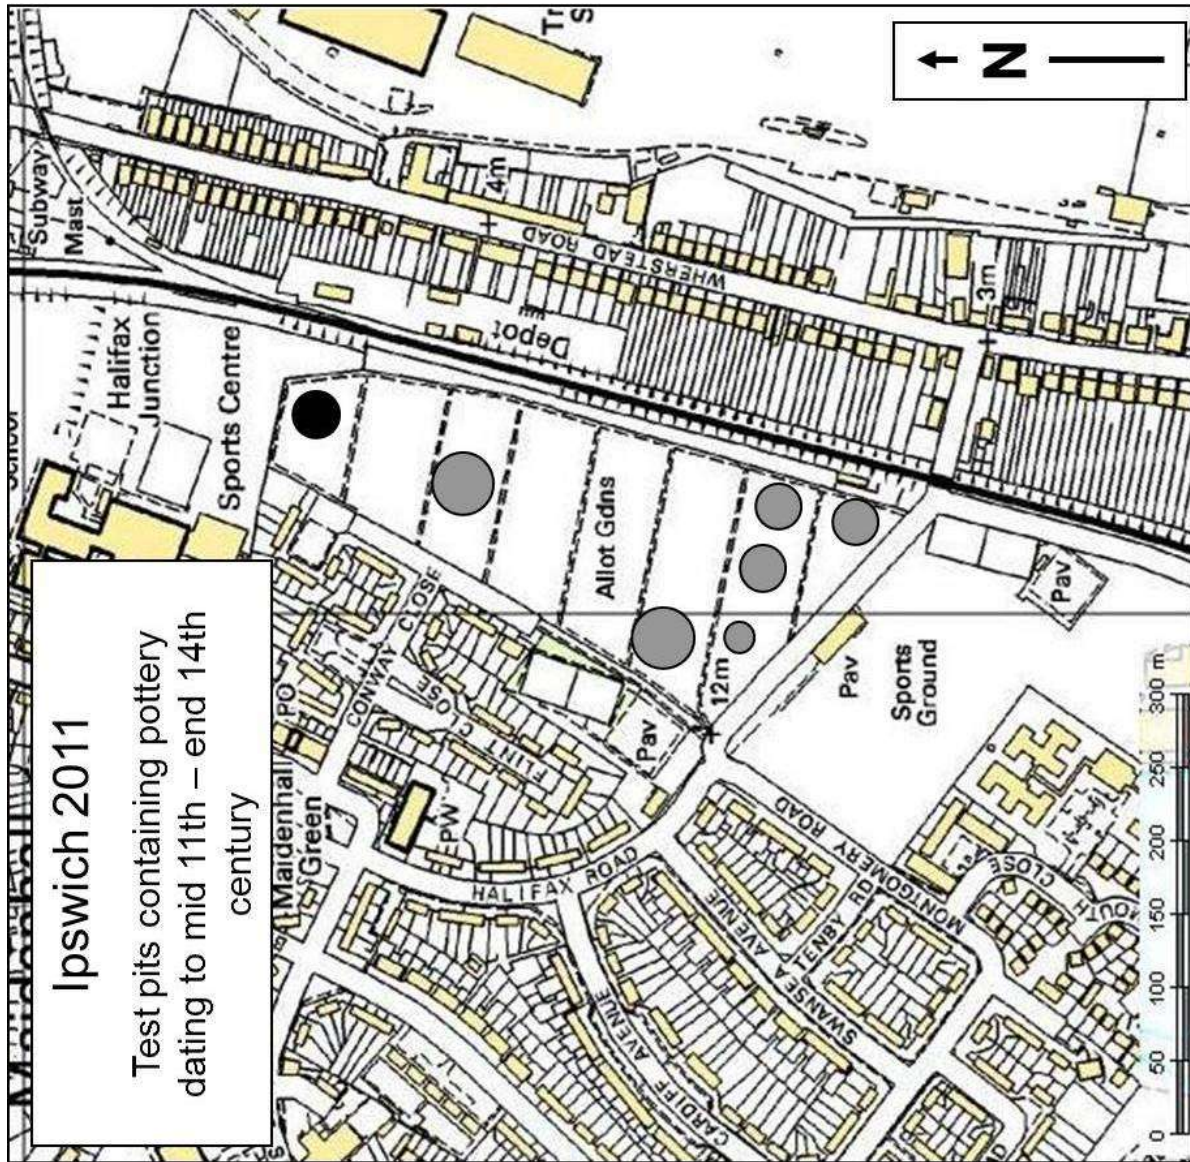 Ipswich 2011
Test pits containing pottery
dating to mid 11th – end 14th
century
N
Subway
Mast
Halifax
Junction
Sports Centre
Depot
WHERSTEAD ROAD
4m
3m
Allot Gdns
12m
Pav
Pav
Pav
Sports
Ground
CONWAY CLOSE
FLINT CLOSE
PO
Maidenhall
Green
EPW
HALIFAX ROAD
MONTGOMERY ROAD
SWANSEA AVENUE
TENBY RD
CARDIFF AVENUE
CLOSE
0 50 100 150 200 250 300 m